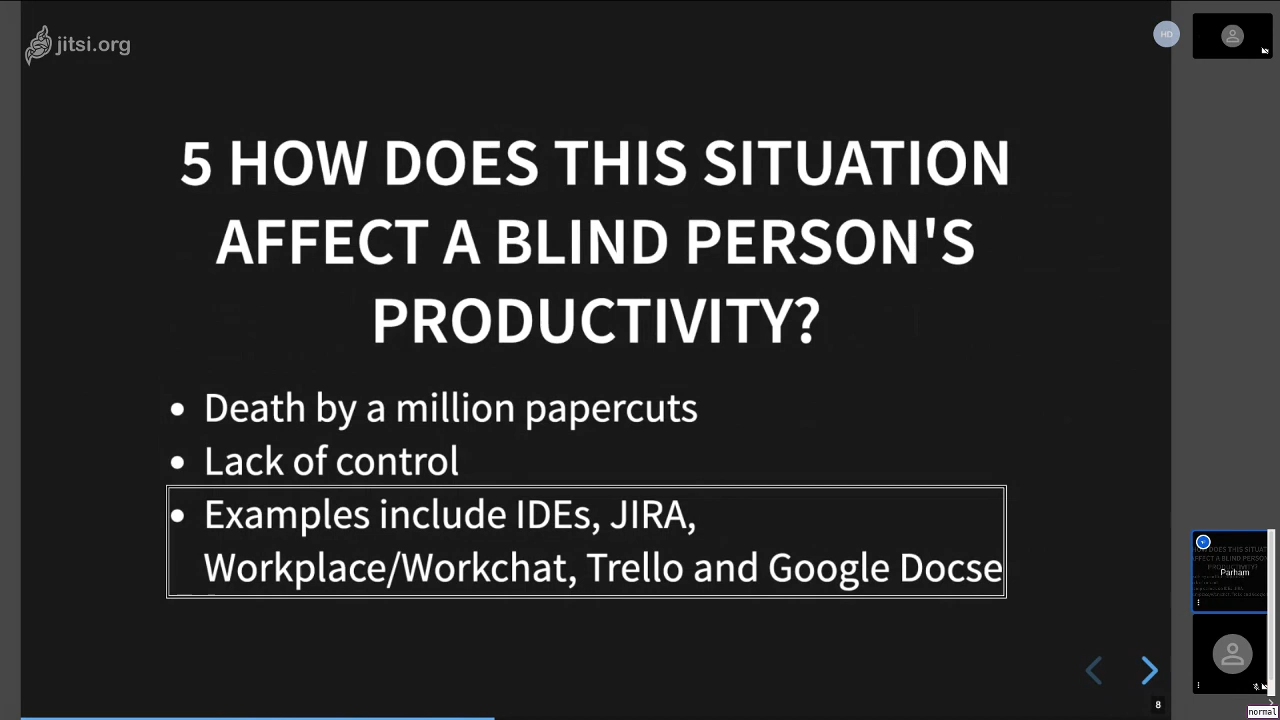 jitsi.org
HD
5 HOW DOES THIS SITUATION
AFFECT A BLIND PERSON'S
PRODUCTIVITY?
Death by a million papercuts
Lack of control
Examples include IDEs, JIRA,
Workplace/Workchat, Trello and Google Docse
Parham
8
normal